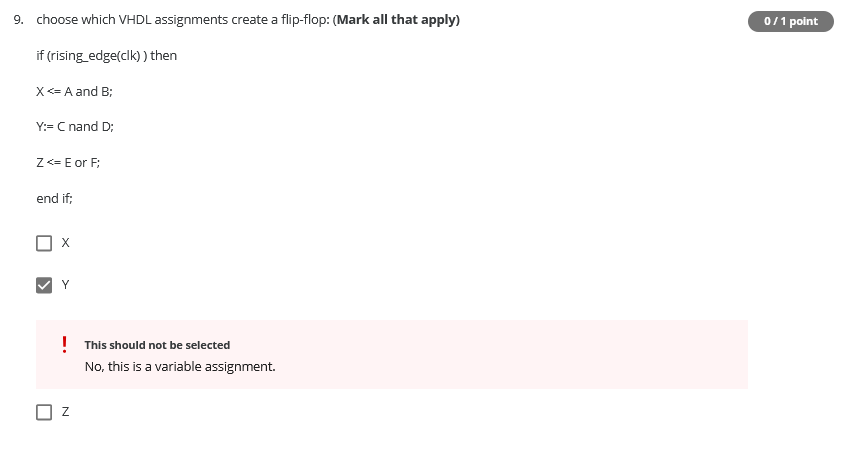 9. choose which VHDL assignments create a flip-flop: (Mark all that apply)
0 / 1 point
if (rising_edge(clk) ) then
X <= A and B;
Y:= C nand D;
Z <= E or F;
end if;
X
Y
This should not be selected
No, this is a variable assignment.
Z